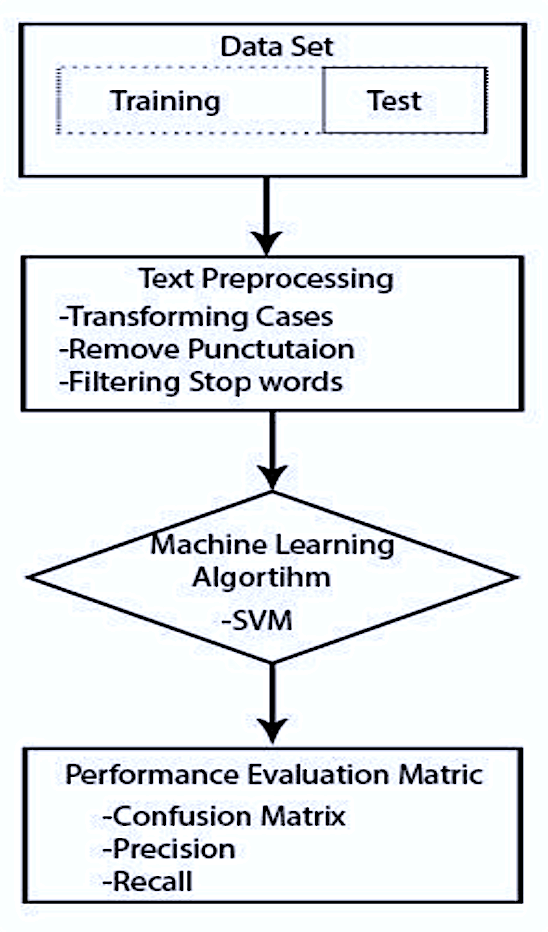 Data Set
Training Test
Text Preprocessing
-Transforming Cases
-Remove Punctutaion
-Filtering Stop words
Machine Learning
Algortihm
-SVM
Performance Evaluation Matric
-Confusion Matrix
-Precision
-Recall